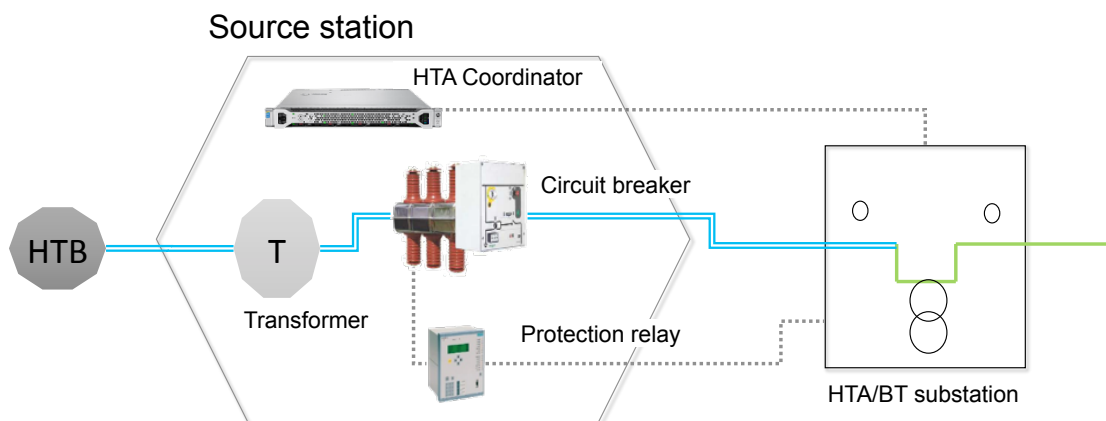 Source station
HTA Coordinator
Circuit breaker
HTB
T
Transformer
Protection relay
HTA/BT substation